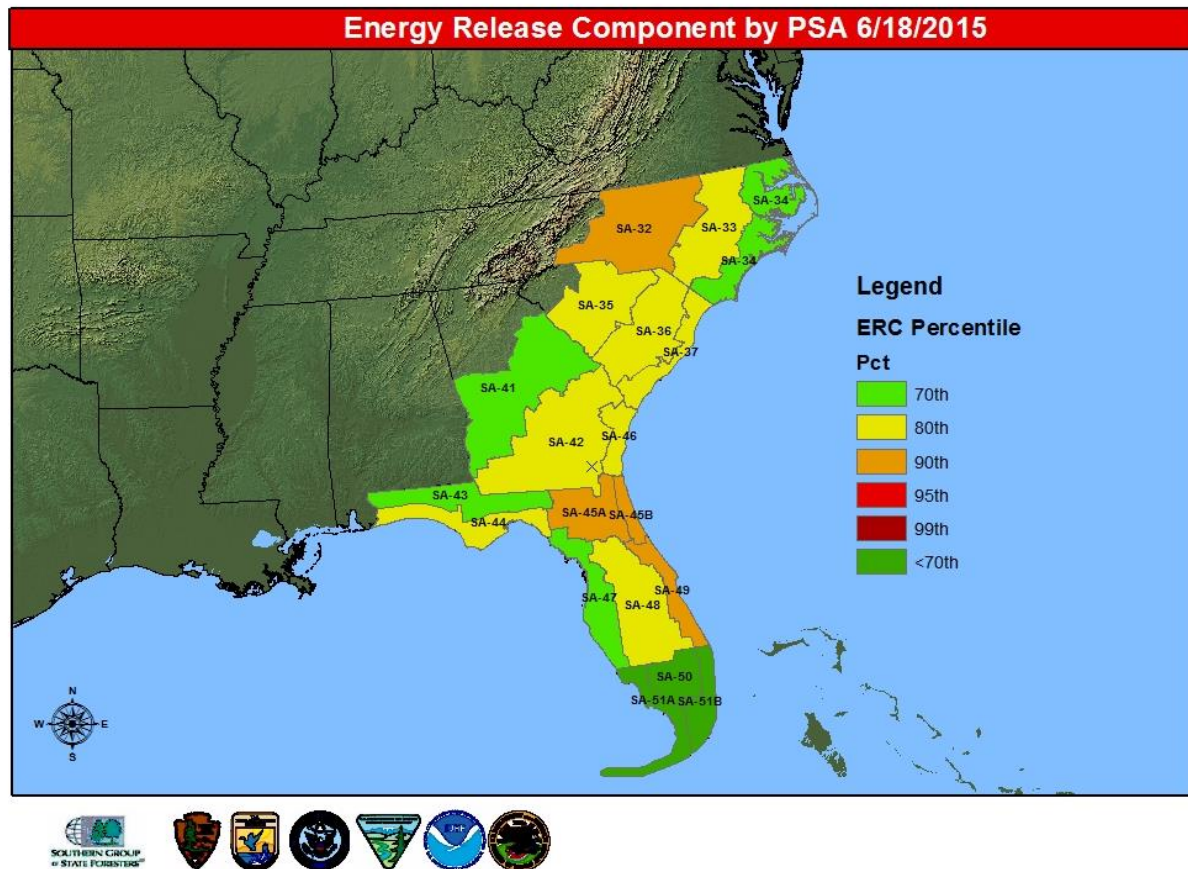 Energy Release Component by PSA 6/18/2015
SA-34
SA-32
SA-33
SA-34
SA-35
SA-36
SA-37
SA-41
SA-42
SA-46
SA-43
SA-44
SA-45A
SA-45B
SA-47
SA-48
SA-49
SA-50
SA-51A
SA-51B
Legend
ERC Percentile
Pct
70th
80th
90th
95th
99th
<70th
N
W
E
S
SOUTHERN GROUP
STATE FORESTERS